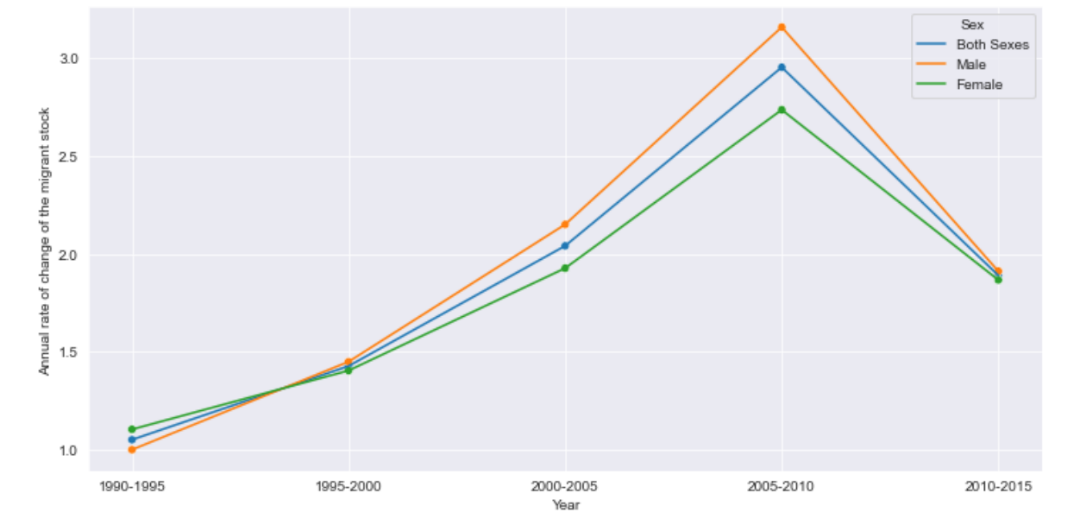 Sex
Both Sexes
Male
Female
Annual rate of change of the migrant stock
3.0
2.5
2.0
1.5
1.0
1990-1995
1995-2000
2000-2005
2005-2010
2010-2015
Year